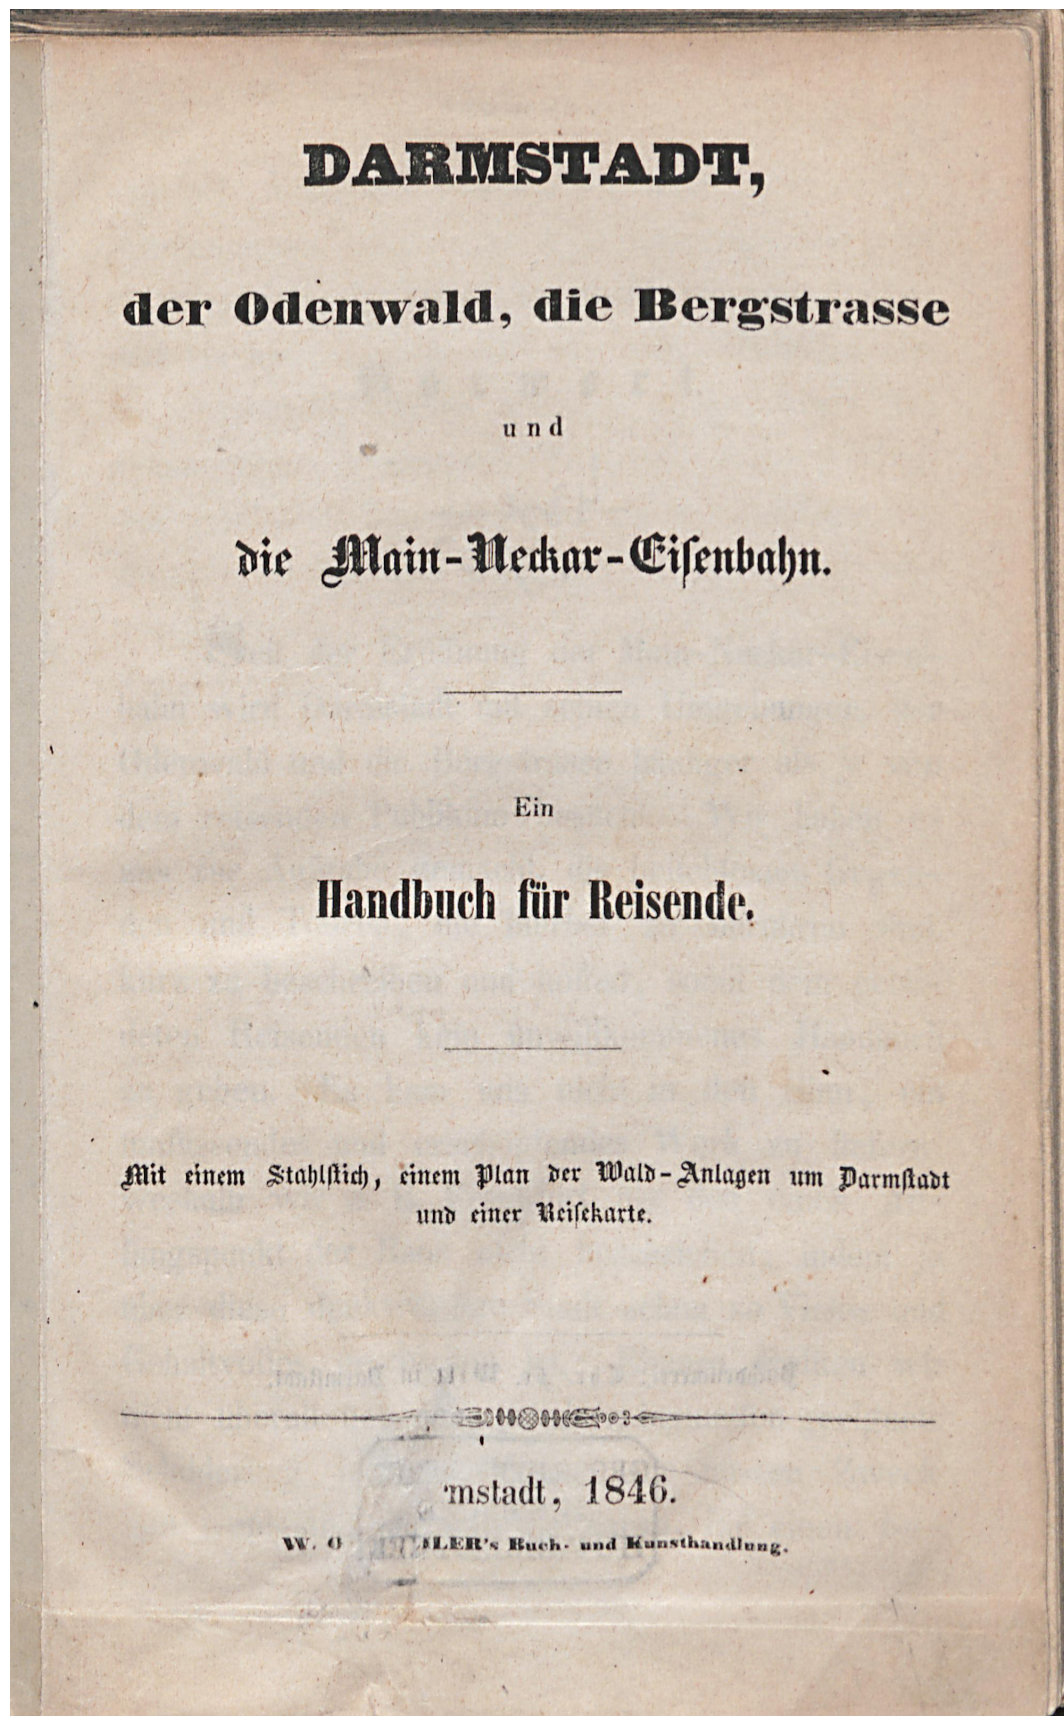 DARMSTADT,
der Odenwald, die Bergstrasse
und
die Main-Neckar-Eisenbahn.
Ein
Handbuch für Reisende.
Mit einem Stahlstich, einem Plan der Wald-Anlagen um Darmstadt
und einer Reisekarte.
mstadt, 1846.
W. O LER's Buch- und Kunsthandlung.